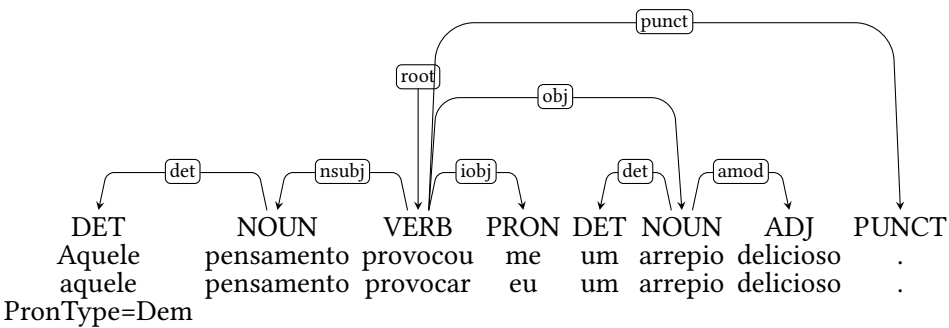 punct
root
obj
det nsubj iobj det amod
DET NOUN VERB PRON DET NOUN ADJ PUNCT
Aquele pensamento provocou me um arrepio delicioso .
aquele pensamento provocar eu um arrepio delicioso .
PronType=Dem